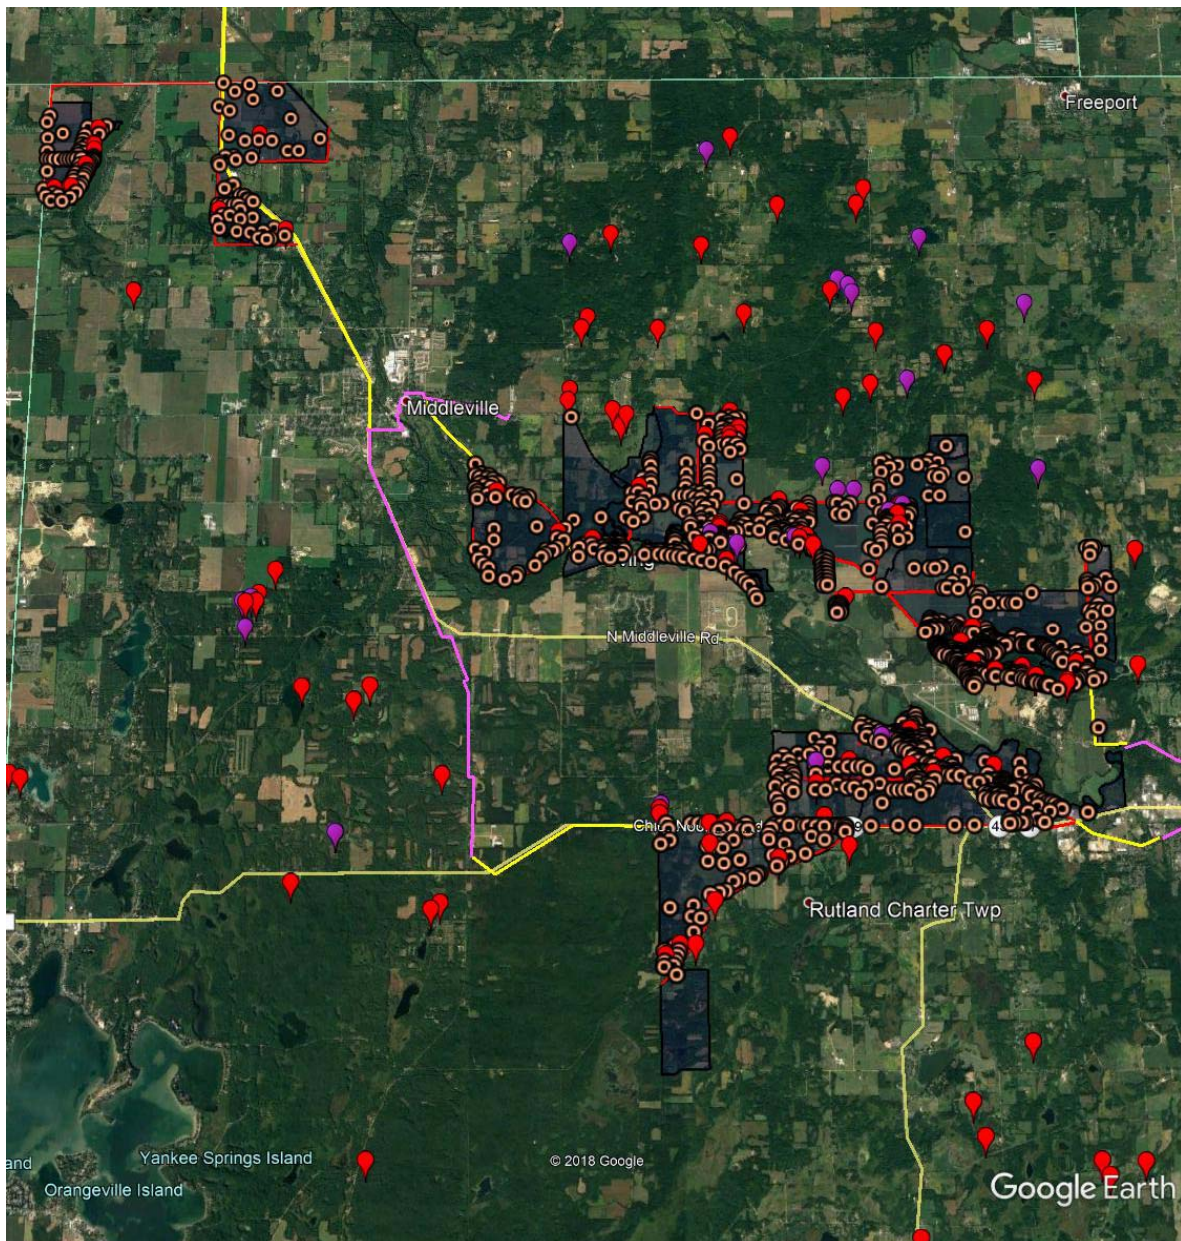 Freeport
Middleville
N Middleville Rd
Rutland Charter Twp
Yankee Springs Island
© 2018 Google
Orangeville Island
Google Earth